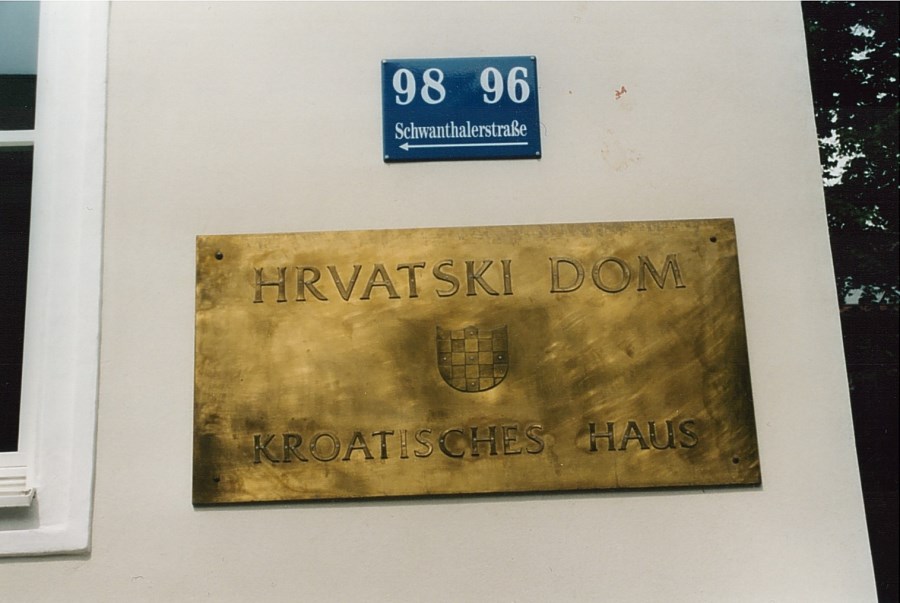 98 96
Schwanthalerstraße
HRVATSKI DOM
KROATISCHES HAUS